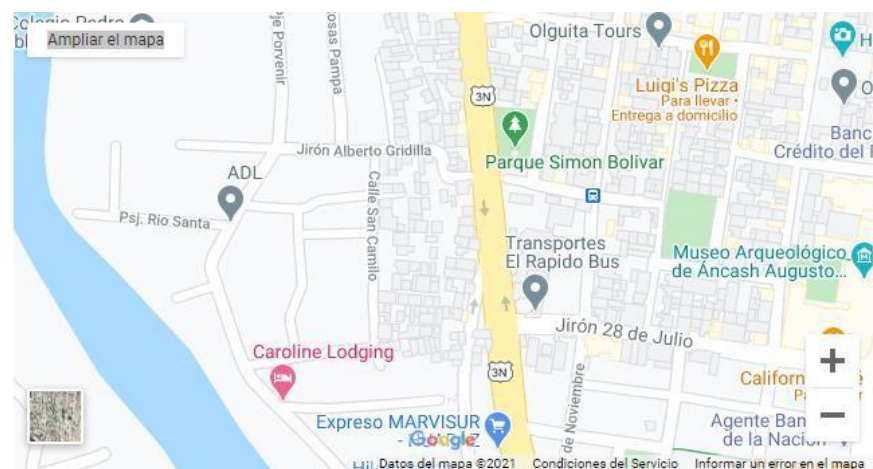 Colegio Pedro
Ampliar el mapa
Porvenir
Rosas Pampa
Olguita Tours
3N
Luigi's Pizza
Para llevar •
Entrega a domicilio
Banc
Crédito del
Parque Simon Bolivar
Jirón Alberto Gridilla
ADL
Calle San Camilo
Psj. Rio Santa
Transportes
El Rapido Bus
Museo Arqueológico
de Áncash Augusto...
Jirón 28 de Julio
Caroline Lodging
3N
de Noviembre
Californ
Expreso MARVISUR
Google
Agente Ban
de la Nación
Datos del mapa ©2021 Condiciones del Servicio Informar un error en el mapa